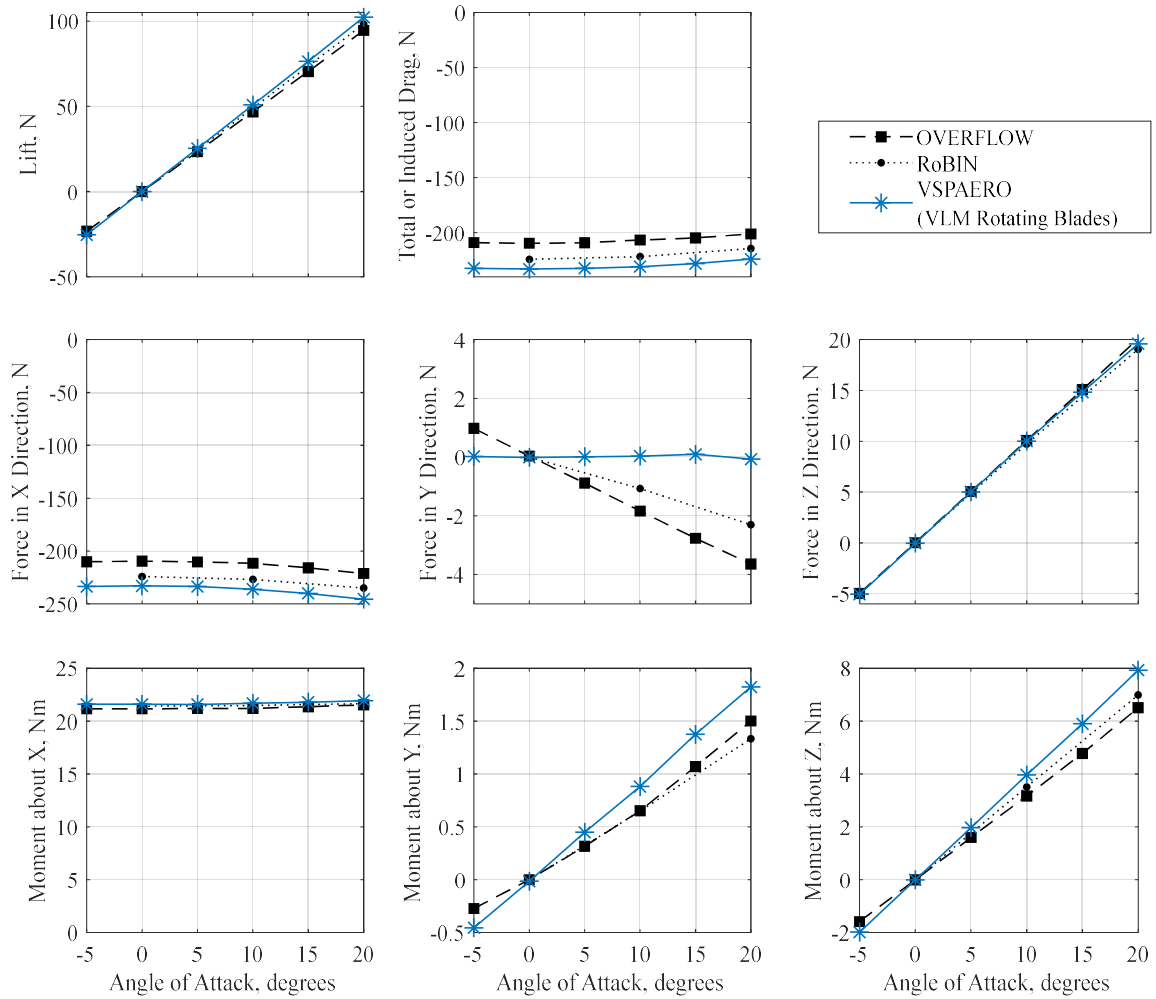 Lift, N
100
50
0
-50
Total or Induced Drag, N
0
-50
-100
-150
-200
OVERFLOW
RoBIN
VSPAERO
(VLM Rotating Blades)
Force in X Direction, N
0
-50
-100
-150
-200
-250
Force in Y Direction, N
4
2
0
-2
-4
Force in Z Direction, N
20
15
10
5
0
-5
Moment about X, Nm
25
20
15
10
5
0
-5 0 5 10 15 20
Angle of Attack, degrees
Moment about Y, Nm
2
1.5
1
0.5
0
-0.5
-5 0 5 10 15 20
Angle of Attack, degrees
Moment about Z, Nm
8
6
4
2
0
-2
-5 0 5 10 15 20
Angle of Attack, degrees